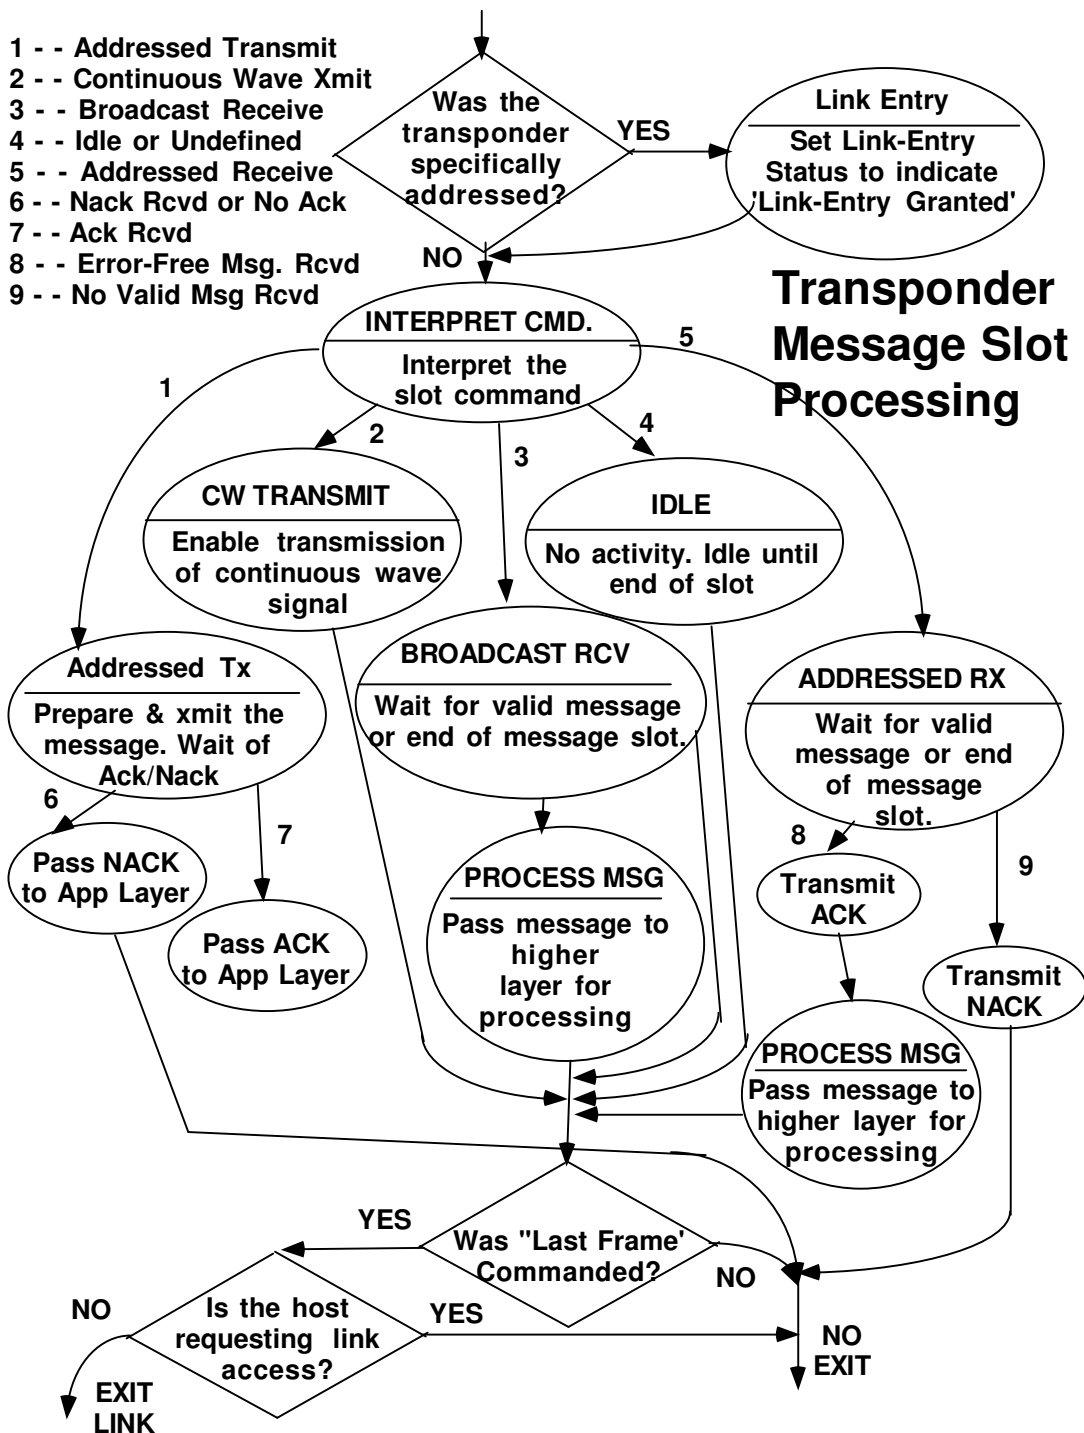 1 - - Addressed Transmit
2 - - Continuous Wave Xmit
3 - - Broadcast Receive
4 - - Idle or Undefined
5 - - Addressed Receive
6 - - Nack Rcvd or No Ack
7 - - Ack Rcvd
8 - - Error-Free Msg. Rcvd
9 - - No Valid Msg Rcvd
Was the
transponder
specifically
addressed?
YES
NO
Link Entry
Set Link-Entry
Status to indicate
'Link-Entry Granted'
Transponder
Message Slot
Processing
INTERPRET CMD.
Interpret the
slot command
1
2
3
4
5
CW TRANSMIT
Enable transmission
of continuous wave
signal
IDLE
No activity. Idle until
end of slot
Addressed Tx
Prepare & xmit the
message. Wait of
Ack/Nack
BROADCAST RCV
Wait for valid message
or end of message slot.
ADDRESSED RX
Wait for valid
message or end
of message
slot.
6
7
8
9
Pass NACK
to App Layer
Pass ACK
to App Layer
PROCESS MSG
Pass message to
higher
layer for
processing
Transmit
ACK
Transmit
NACK
PROCESS MSG
Pass message to
higher layer for
processing
Was "Last Frame'
Commanded?
YES
NO
Is the host
requesting link
access?
NO
YES
EXIT
LINK
NO
EXIT